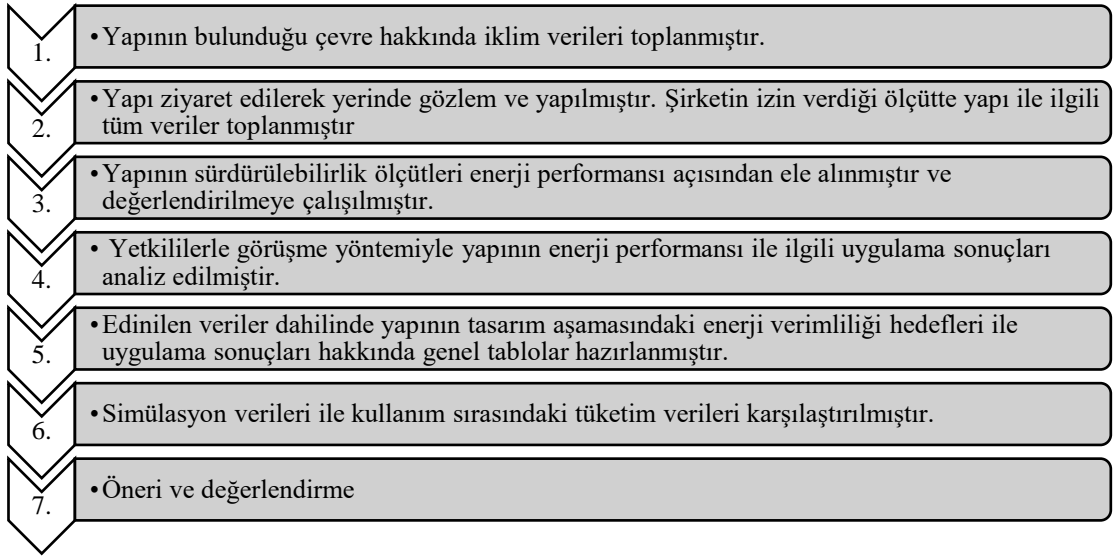 1.
•Yapının bulunduğu çevre hakkında iklim verileri toplanmıştır.
2.
•Yapı ziyaret edilerek yerinde gözlem ve yapılmıştır. Şirketin izin verdiği ölçütte yapı ile ilgili
tüm veriler toplanmıştır
3.
•Yapının sürdürülebilirlik ölçütleri enerji performansı açısından ele alınmıştır ve
değerlendirilmeye çalışılmıştır.
4.
• Yetkililerle görüşme yöntemiyle yapının enerji performansı ile ilgili uygulama sonuçları
analiz edilmiştir.
5.
•Edinilen veriler dahilinde yapının tasarım aşamasındaki enerji verimliliği hedefleri ile
uygulama sonuçları hakkında genel tablolar hazırlanmıştır.
6.
•Simülasyon verileri ile kullanım sırasındaki tüketim verileri karşılaştırılmıştır.
7.
•Öneri ve değerlendirme